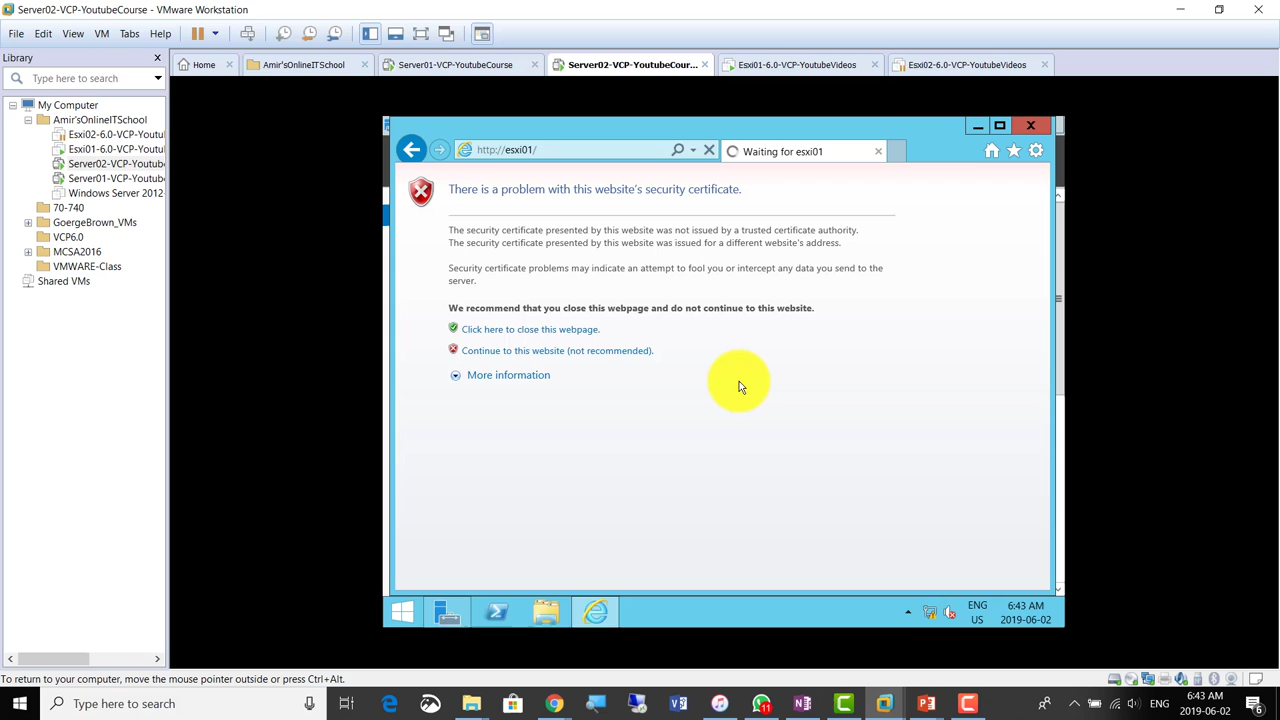 Server02-VCP-YoutubeCourse - VMware Workstation
File Edit View VM Tabs Help
Library
Type here to search
Home
Amir'sOnlineITSchool
Server01-VCP-YoutubeCourse
Server02-VCP-YoutubeCour...
Esxi01-6.0-VCP-YoutubeVideos
Esxi02-6.0-VCP-YoutubeVideos
My Computer
Amir'sOnlineITSchool
Esxi02-6.0-VCP-Youtu
Esxi01-6.0-VCP-Youtu
Server02-VCP-Youtube
Server01-VCP-Youtube
Windows Server 2012
70-740
GoergeBrown_VMs
VCP6.0
MCSA2016
VMWARE-Class
Shared VMs
http://esxi01/
Waiting for esxi01
There is a problem with this website's security certificate.
The security certificate presented by this website was not issued by a trusted certificate authority.
The security certificate presented by this website was issued for a different website's address.
Security certificate problems may indicate an attempt to fool you or intercept any data you send to the
server.
We recommend that you close this webpage and do not continue to this website.
Click here to close this webpage.
Continue to this website (not recommended).
More information
ENG
US
6:43 AM
2019-06-02
To return to your computer, move the mouse pointer outside or press Ctrl+Alt.
Type here to search
11
ENG
6:43 AM
2019-06-02
6